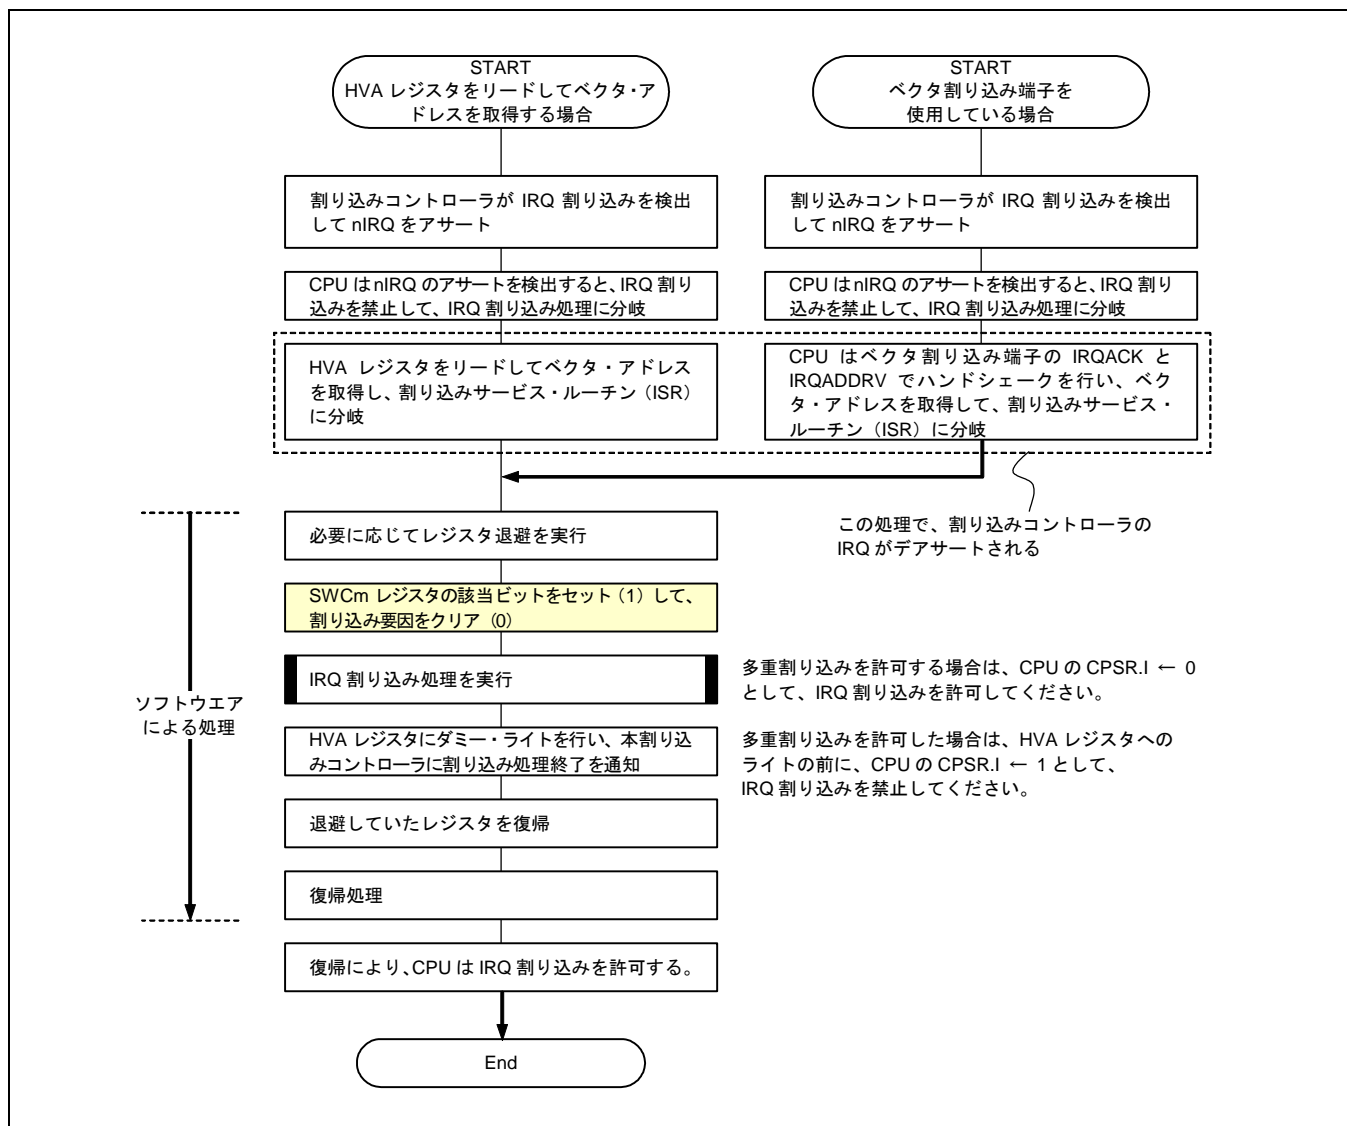 START
HVA レジスタをリードしてベクタ・ア
ドレスを取得する場合
START
ベクタ割り込み端子を
使用している場合
割り込みコントローラが IRQ 割り込みを検出
して nIRQ をアサート
割り込みコントローラが IRQ 割り込みを検出
して nIRQ をアサート
CPU は nIRQ のアサートを検出すると、IRQ 割り
込みを禁止して、IRQ 割り込み処理に分岐
CPU は nIRQ のアサートを検出すると、IRQ 割り
込みを禁止して、IRQ 割り込み処理に分岐
HVA レジスタをリードしてベクタ・アドレス
を取得し、割り込みサービス・ルーチン（ISR）
に分岐
CPU はベクタ割り込み端子の IRQACK と
IRQADDRV でハンドシェークを行い、ベク
タ・アドレスを取得して、割り込みサービス・
ルーチン（ISR）に分岐
この処理で、割り込みコントローラの
IRQ がデアサートされる
必要に応じてレジスタ退避を実行
SWCm レジスタの該当ビットをセット（1）して、
割り込み要因をクリア（0）
IRQ 割り込み処理を実行
多重割り込みを許可する場合は、CPU の CPSR.I ← 0
として、IRQ 割り込みを許可してください。
ソフトウエア
による処理
HVA レジスタにダミー・ライトを行い、本割り込
みコントローラに割り込み処理終了を通知
多重割り込みを許可した場合は、HVA レジスタへの
ライトの前に、CPU の CPSR.I ← 1 として、
IRQ 割り込みを禁止してください。
退避していたレジスタを復帰
復帰処理
復帰により、CPU は IRQ 割り込みを許可する。
End